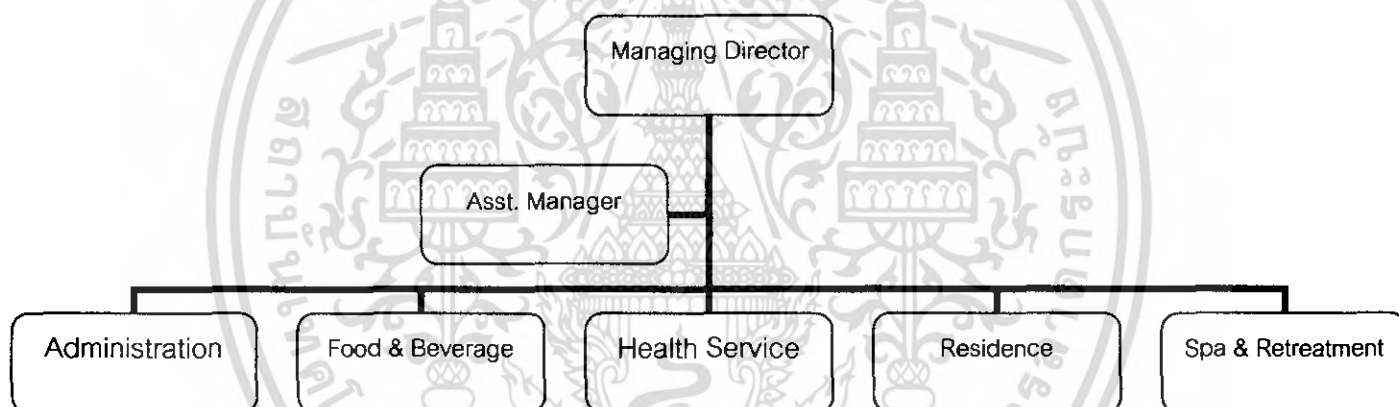 Managing Director
Asst. Manager
Administration
Food & Beverage
Health Service
Residence
Spa & Retreatment